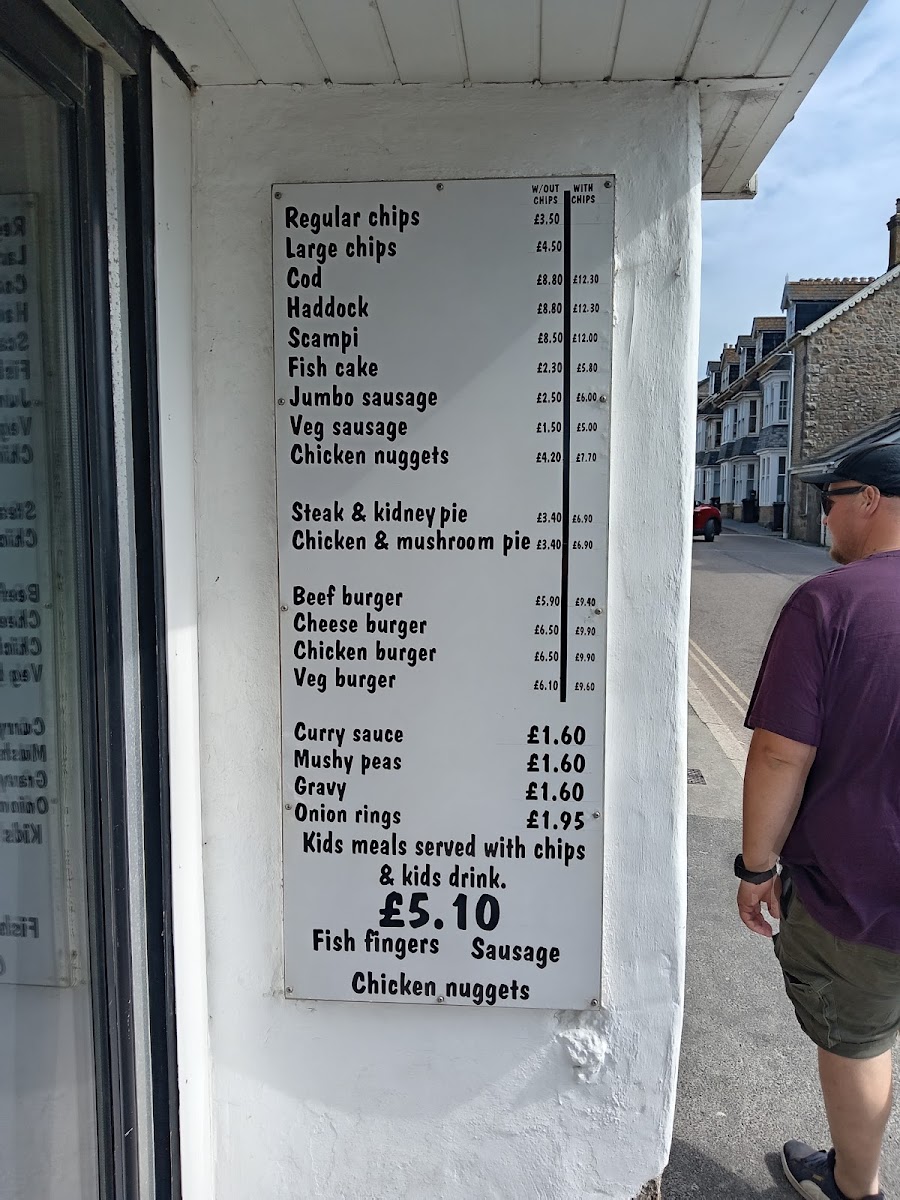 W/OUT CHIPS WITH CHIPS
Regular chips £3.50
Large chips £4.50
Cod £8.80 £12.30
Haddock £8.80 £12.30
Scampi £8.50 £12.00
Fish cake £2.30 £5.80
Jumbo sausage £2.50 £6.00
Veg sausage £1.50 £5.00
Chicken nuggets £4.20 £7.70
Steak & kidney pie £3.40 £6.90
Chicken & mushroom pie £3.40 £6.90
Beef burger £5.90 £9.40
Cheese burger £6.50 £9.90
Chicken burger £6.50 £9.90
Veg burger £6.10 £9.60
Curry sauce £1.60
Mushy peas £1.60
Gravy £1.60
Onion rings £1.95
Kids meals served with chips
& kids drink.
£5.10
Fish fingers Sausage
Chicken nuggets